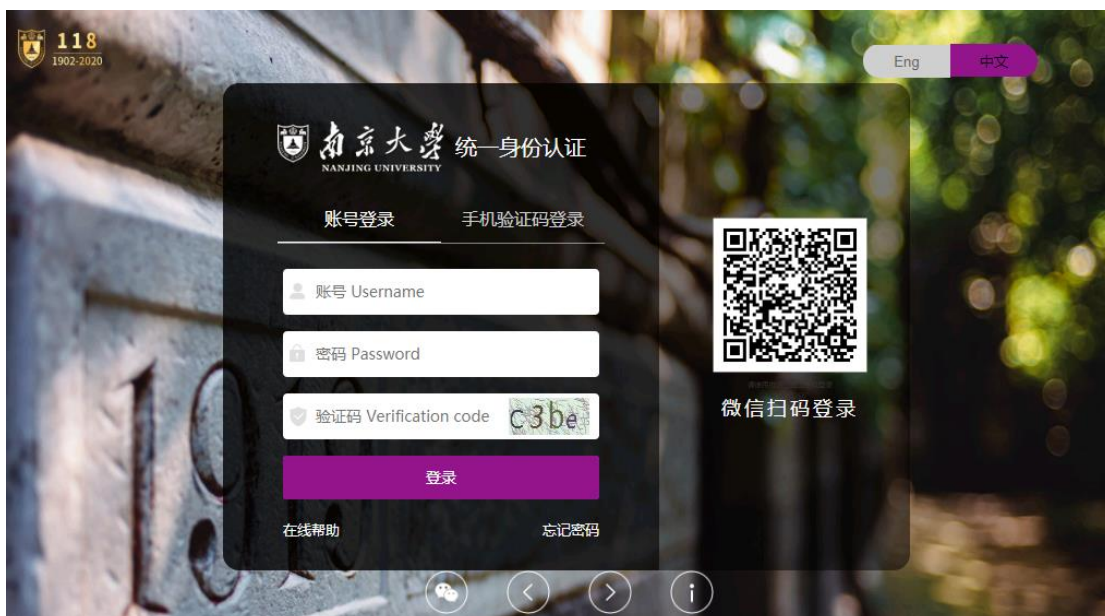 118
1902-2020
Eng
中文
南京大學
NANJING UNIVERSITY
统一身份认证
账号登录
手机验证码登录
账号 Username
密码 Password
验证码 Verification code
C3be
登录
在线帮助
忘记密码
微信扫码登录